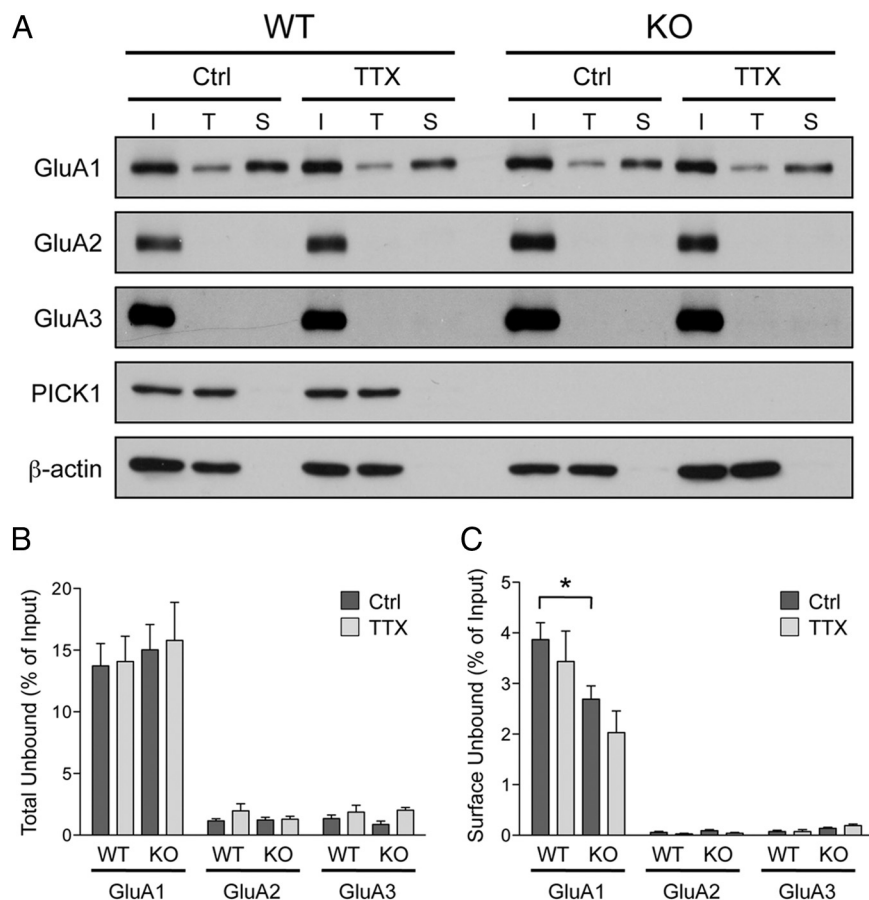 A
WT KO
Ctrl TTX Ctrl TTX
I T S I T S I T S I T S
GluA1
GluA2
GluA3
PICK1
β-actin
B
Total Unbound (% of Input)
20
15
10
5
0
Ctrl
TTX
WT KO WT KO WT KO
GluA1 GluA2 GluA3
C
Surface Unbound (% of Input)
5
4
3
2
1
0
*
Ctrl
TTX
WT KO WT KO WT KO
GluA1 GluA2 GluA3